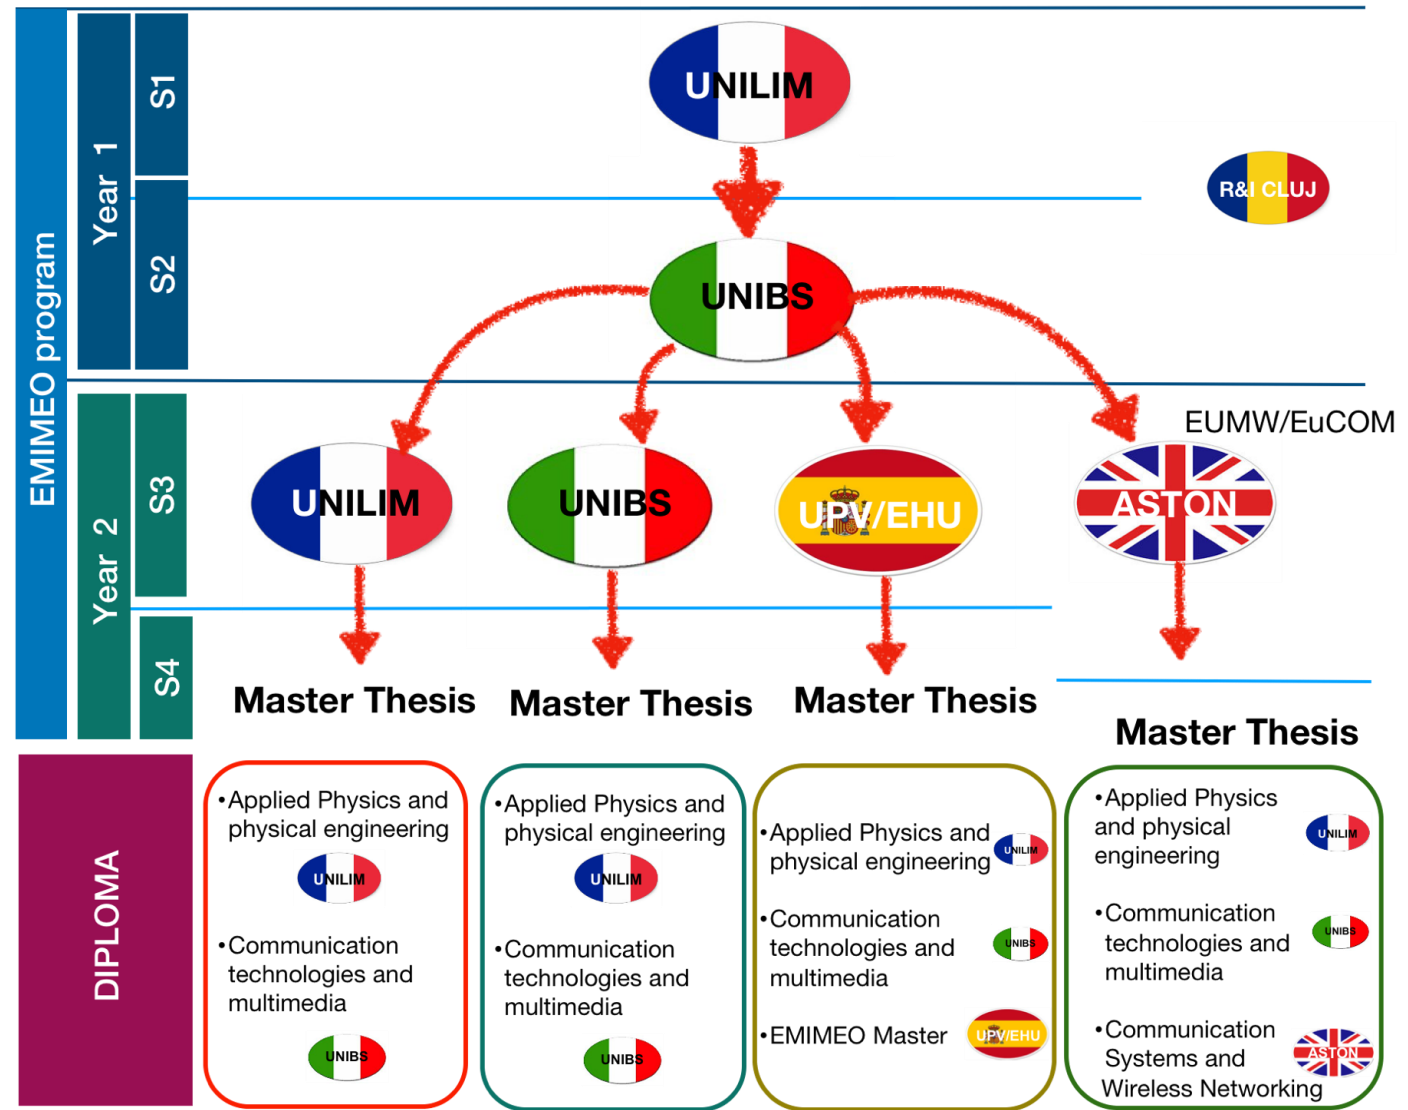 EMIMEO program
Year 1
S1
S2
UNILIM
R&I CLUJ
UNIBS
Year 2
S3
S4
EUMW/EuCOM
UNILIM
UNIBS
UPV/EHU
ASTON
Master Thesis
Master Thesis
Master Thesis
Master Thesis
DIPLOMA
•Applied Physics and
physical engineering
UNILIM
•Communication
technologies and
multimedia
UNIBS
•Applied Physics and
physical engineering
UNILIM
•Communication
technologies and
multimedia
UNIBS
•Applied Physics and
physical engineering
UNILIM
•Communication
technologies and
multimedia
UNIBS
•EMIMEO Master
UPV/EHU
•Applied Physics
and physical
engineering
UNILIM
•Communication
technologies and
multimedia
UNIBS
•Communication
Systems and
Wireless Networking
ASTON